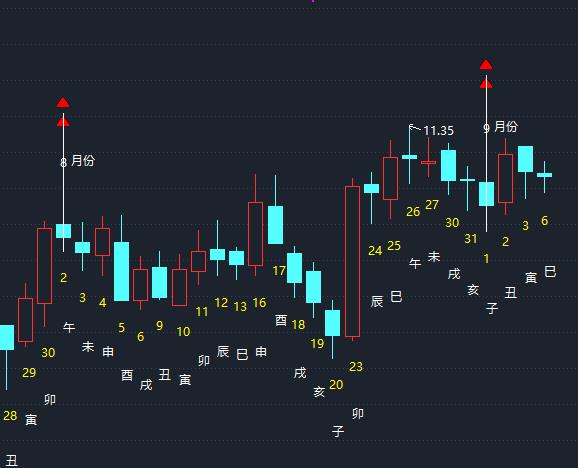 8 月份
11.35
9 月份
28
丑
29
寅
30
卯
2
午
3
未
4
申
5
酉
6
戌
9
丑
10
寅
11
卯
12
辰
13
巳
16
申
17
酉
18
戌
19
亥
20
子
23
卯
24
辰
25
巳
26
午
27
未
30
戌
31
亥
1
子
2
丑
3
寅
6
巳